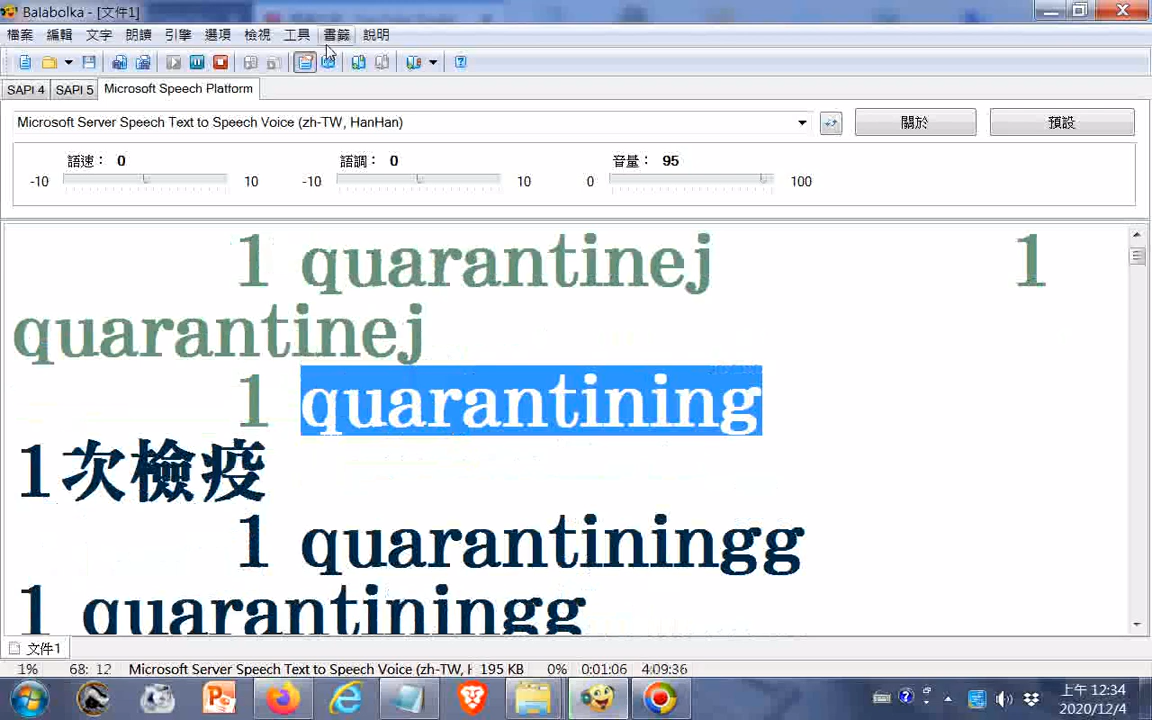 Balabolka - [文件1]
檔案 編輯 文字 朗讀 引擎 選項 檢視 工具 書籤 說明
SAPI 4 SAPI 5 Microsoft Speech Platform
Microsoft Server Speech Text to Speech Voice (zh-TW, HanHan) 關於 預設
語速： 0 語調： 0 音量： 95
-10 10 -10 10 0 100
1 quarantinej 1
quarantinej
1 quarantining
1次檢疫
1 quarantiningg
1 quarantiningg
文件1
1% 68: 12 Microsoft Server Speech Text to Speech Voice (zh-TW, H 195 KB 0% 0:01:06 4:09:36
上午 12:34
2020/12/4